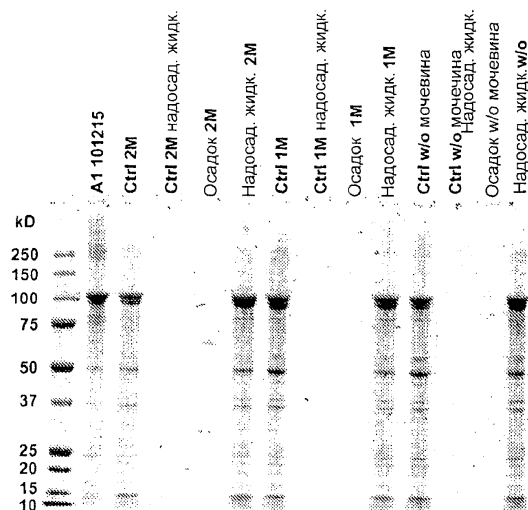 A1 101215
Ctrl 2M
Ctrl 2M надосад. жидк.
Осадок 2M
Надосад. жидк. 2M
Ctrl 1M
Ctrl 1M надосад. жидк.
Осадок 1M
Надосад. жидк. 1M
Ctrl w/o мочевина
Ctrl w/o мочечина
Надосад. жидк.
Осадок w/o мочевина
Надосад. жидк. w/o
kD
250
150
100
75
50
37
25
20
15
10